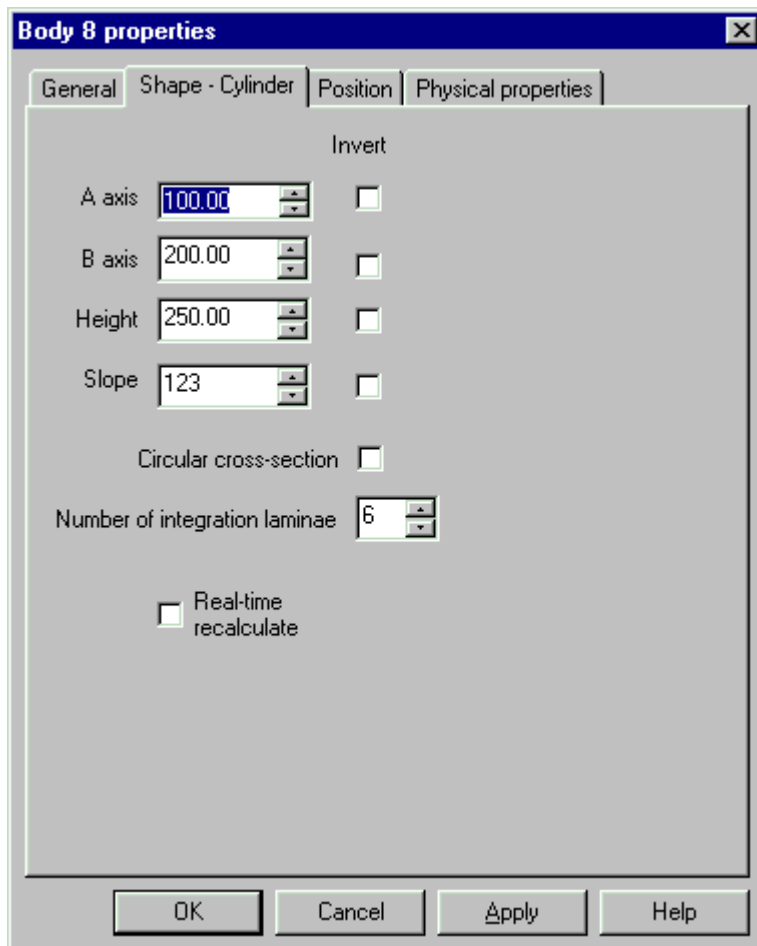 Body 8 properties
General Shape - Cylinder Position Physical properties
Invert
A axis 100.00
B axis 200.00
Height 250.00
Slope 123
Circular cross-section
Number of integration laminae 6
Real-time
recalculate
OK Cancel Apply Help